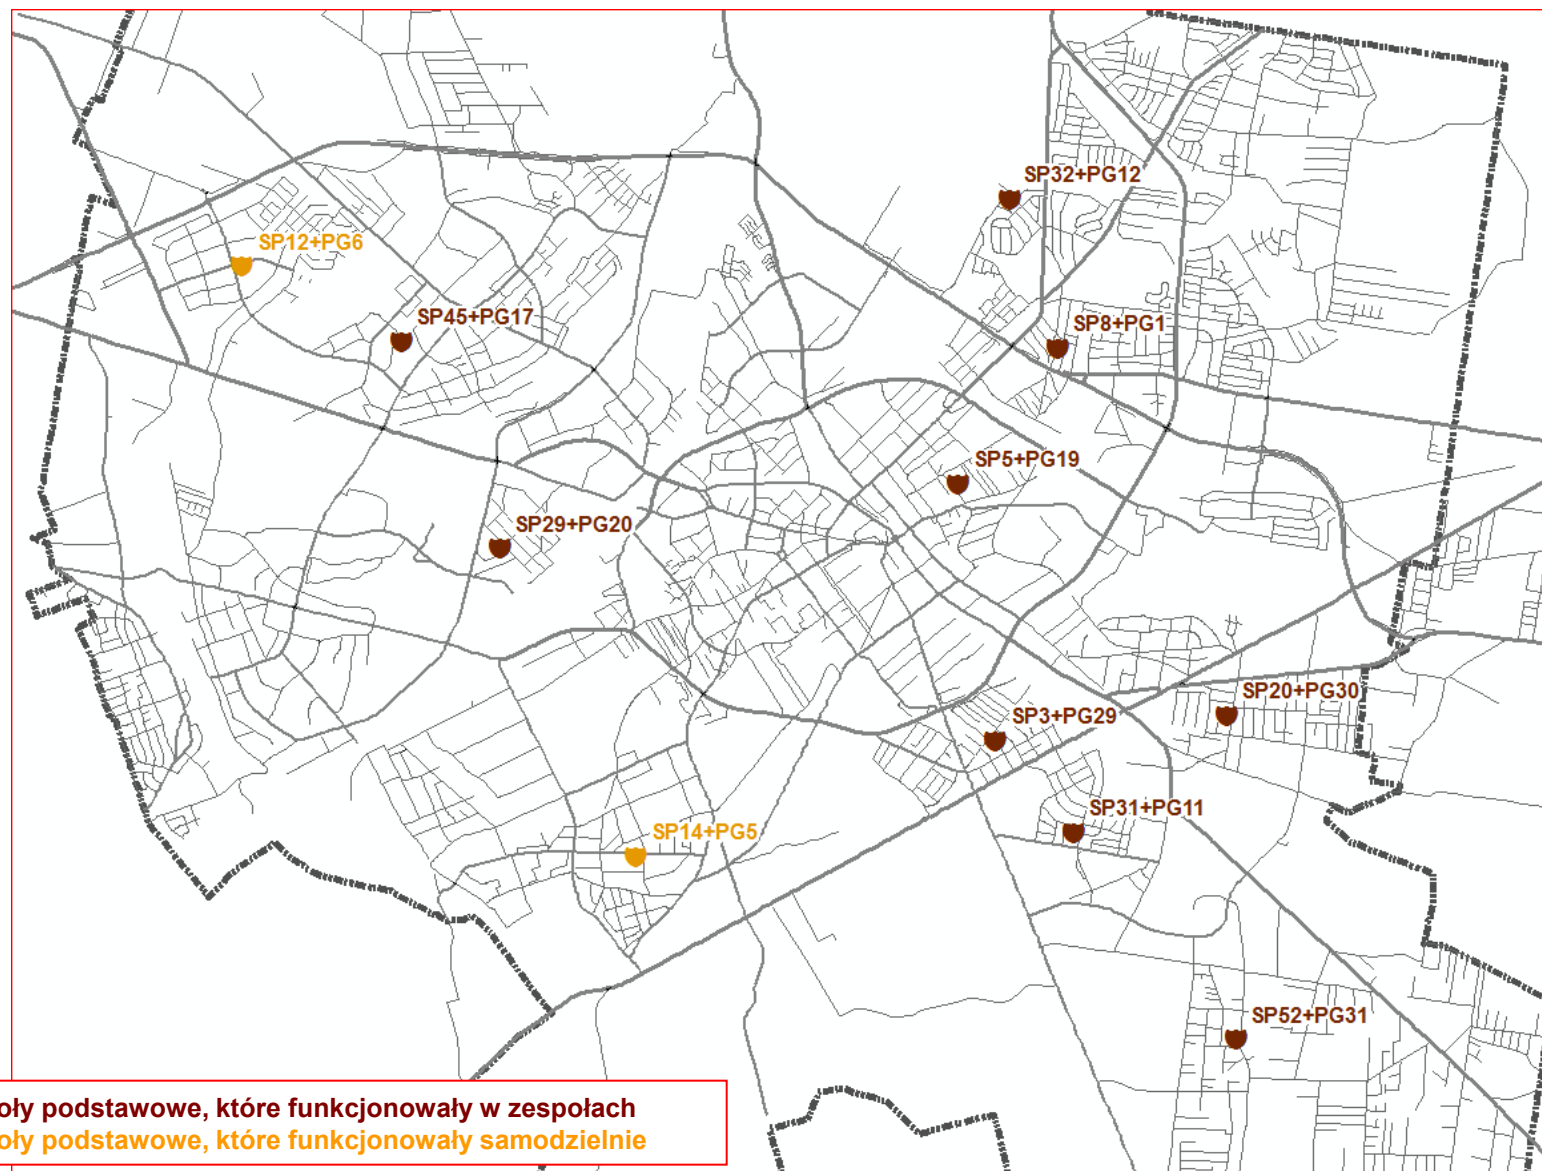 SP32+PG12
SP12+PG6
SP45+PG17
SP8+PG1
SP5+PG19
SP29+PG20
SP20+PG30
SP3+PG29
SP31+PG11
SP14+PG5
SP52+PG31
oły podstawowe, które funkcjonowały w zespołach
oły podstawowe, które funkcjonowały samodzielnie